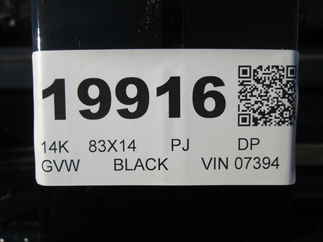 19916
14K 83X14 PJ DP
GVW BLACK VIN 07394